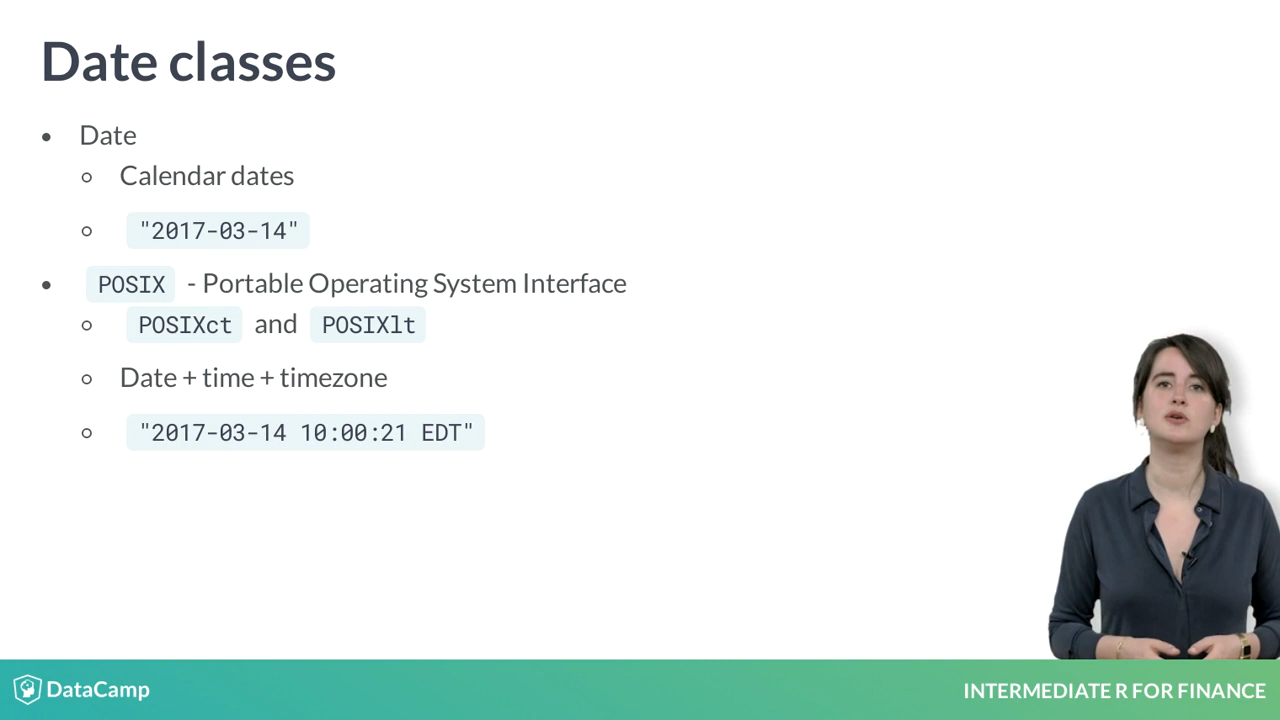 Date classes
Date
Calendar dates
"2017-03-14"
POSIX - Portable Operating System Interface
POSIXct and POSIXlt
Date + time + timezone
"2017-03-14 10:00:21 EDT"
DataCamp
INTERMEDIATE R FOR FINANCE